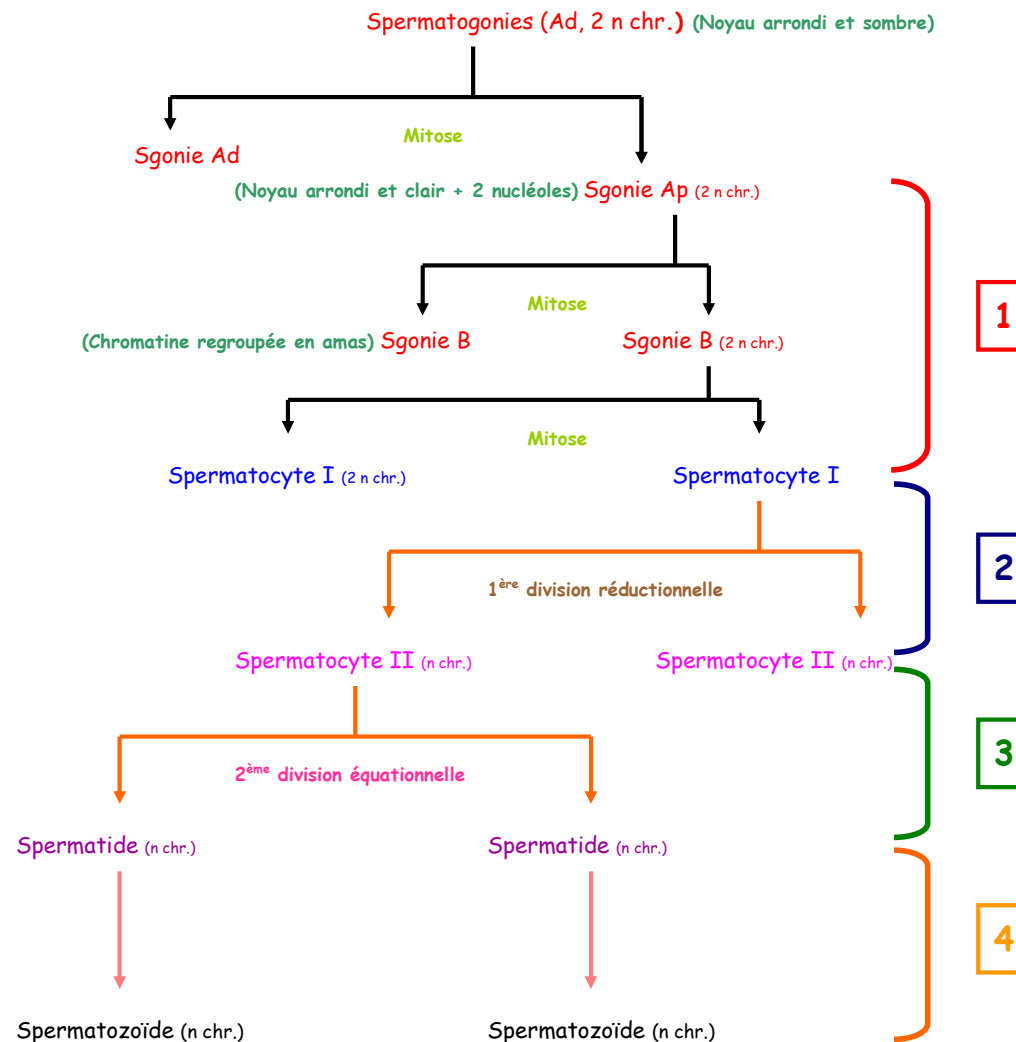 Spermatogonies (Ad, 2 n chr.) (Noyau arrondi et sombre)
Mitose
Sgonie Ad
(Noyau arrondi et clair + 2 nucléoles) Sgonie Ap (2 n chr.)
Mitose
1
(Chromatine regroupée en amas) Sgonie B Sgonie B (2 n chr.)
Mitose
Spermatocyte I (2 n chr.) Spermatocyte I
2
1ère division réductionnelle
Spermatocyte II (n chr.) Spermatocyte II (n chr.)
3
2ème division équationnelle
Spermatide (n chr.) Spermatide (n chr.)
4
Spermatozoïde (n chr.) Spermatozoïde (n chr.)